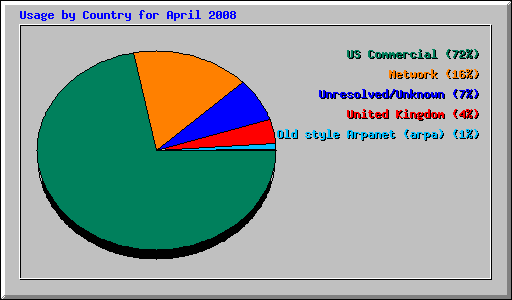 Usage by Country for April 2008
US Commercial (72%)
Network (16%)
Unresolved/Unknown (7%)
United Kingdom (4%)
Old style Arpanet (arpa) (1%)